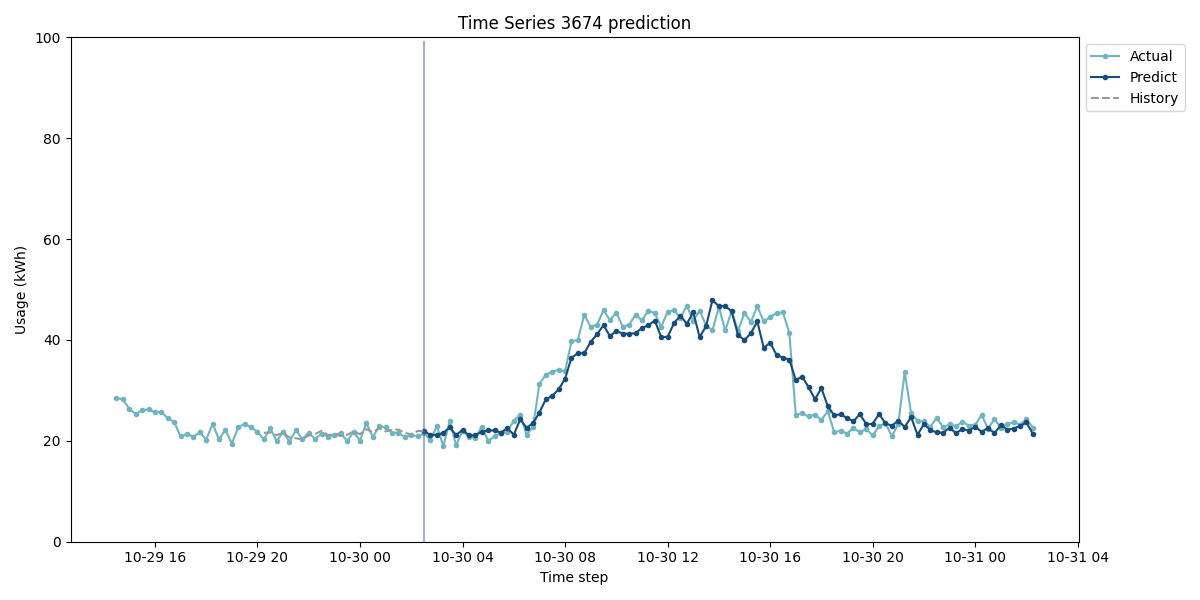 Time Series 3674 prediction
100
80
60
40
20
0
Usage (kWh)
10-29 16
10-29 20
10-30 00
10-30 04
10-30 08
10-30 12
10-30 16
10-30 20
10-31 00
10-31 04
Time step
Actual
Predict
History